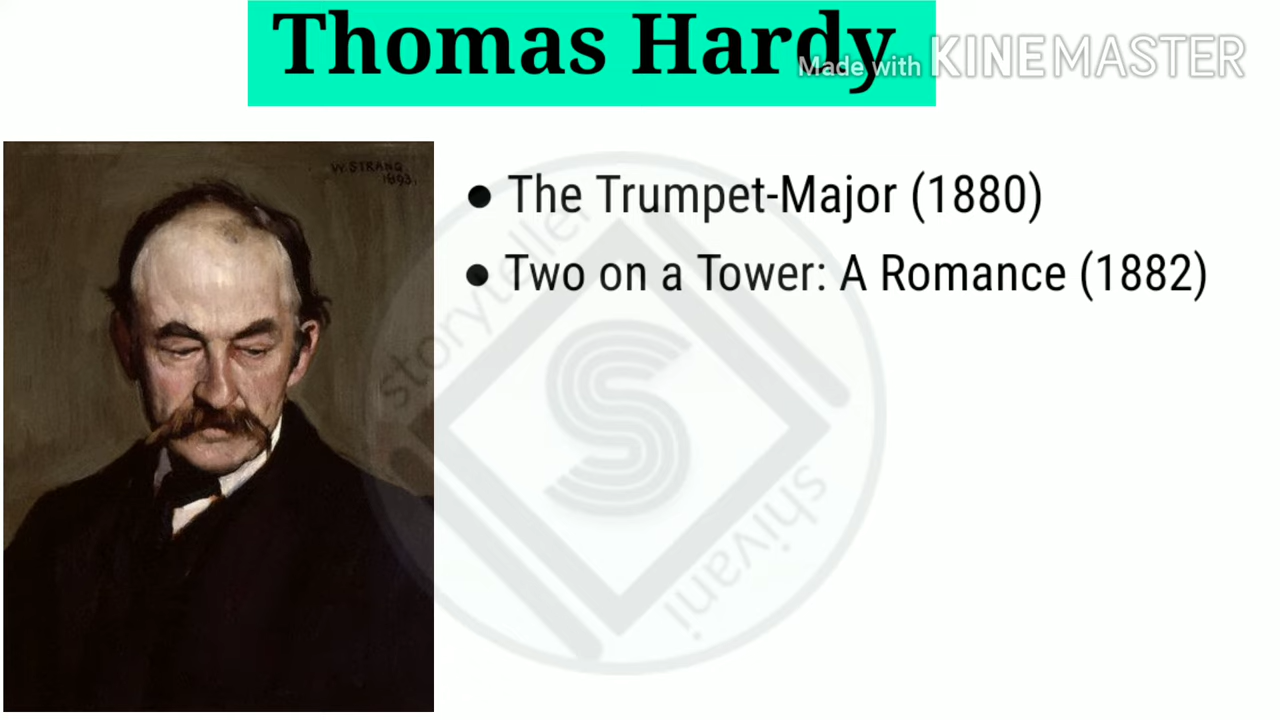 Thomas Hardy
Made with KINEMASTER
W. STRANG.
1893.
● The Trumpet-Major (1880)
● Two on a Tower: A Romance (1882)
storyteller
S
shivani